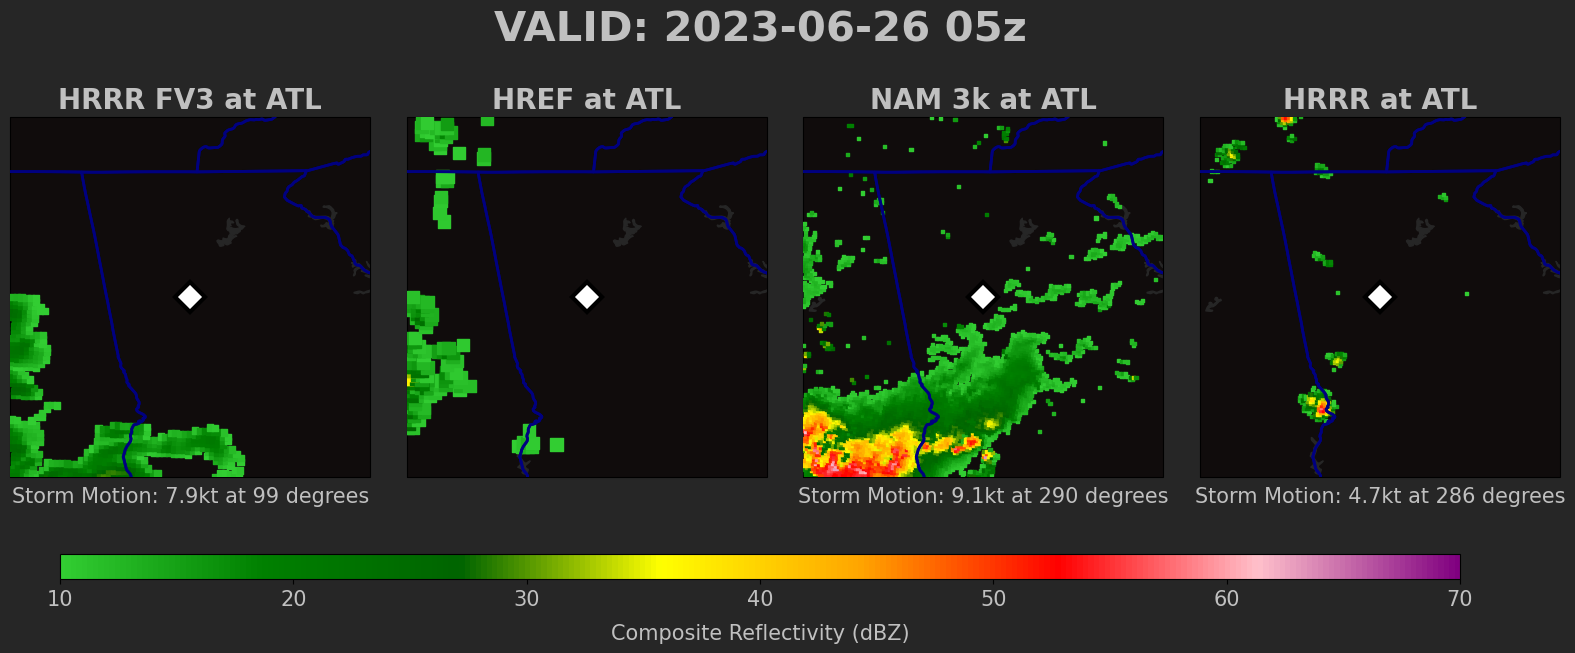 VALID: 2023-06-26 05z
HRRR FV3 at ATL
HREF at ATL
NAM 3k at ATL
HRRR at ATL
Storm Motion: 7.9kt at 99 degrees
Storm Motion: 9.1kt at 290 degrees
Storm Motion: 4.7kt at 286 degrees
10 20 30 40 50 60 70
Composite Reflectivity (dBZ)